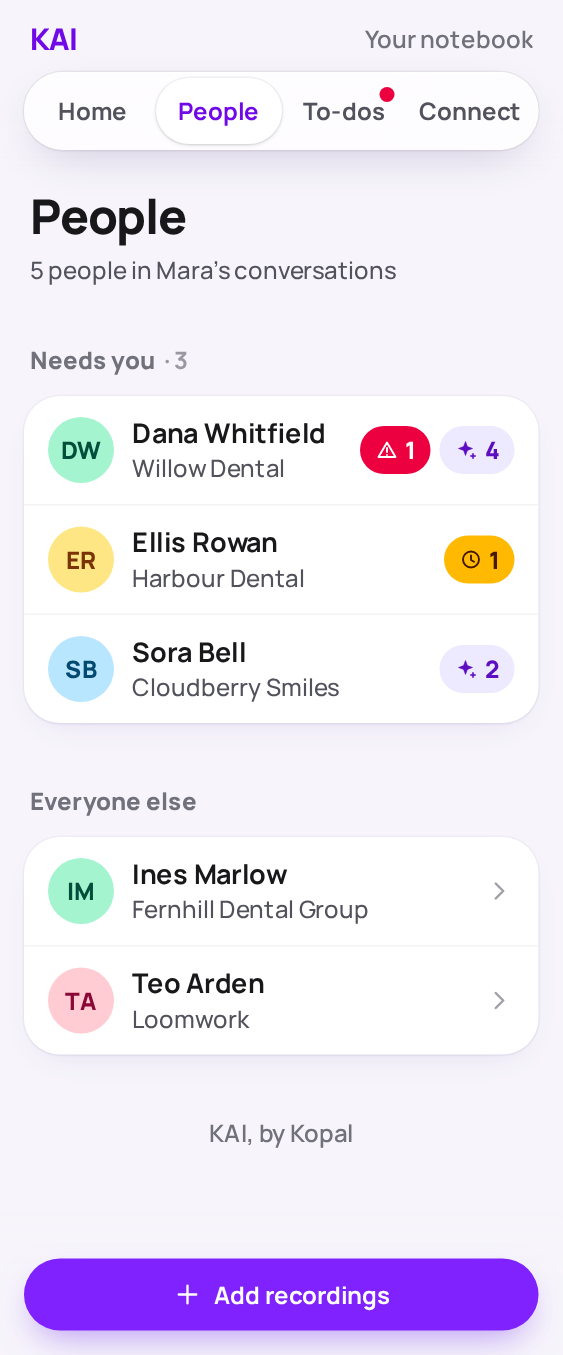 KAI
Your notebook
Home People To-dos Connect
People
5 people in Mara's conversations
Needs you · 3
DW
Dana Whitfield
Willow Dental
1
4
ER
Ellis Rowan
Harbour Dental
1
SB
Sora Bell
Cloudberry Smiles
2
Everyone else
IM
Ines Marlow
Fernhill Dental Group
TA
Teo Arden
Loomwork
KAI, by Kopal
Add recordings